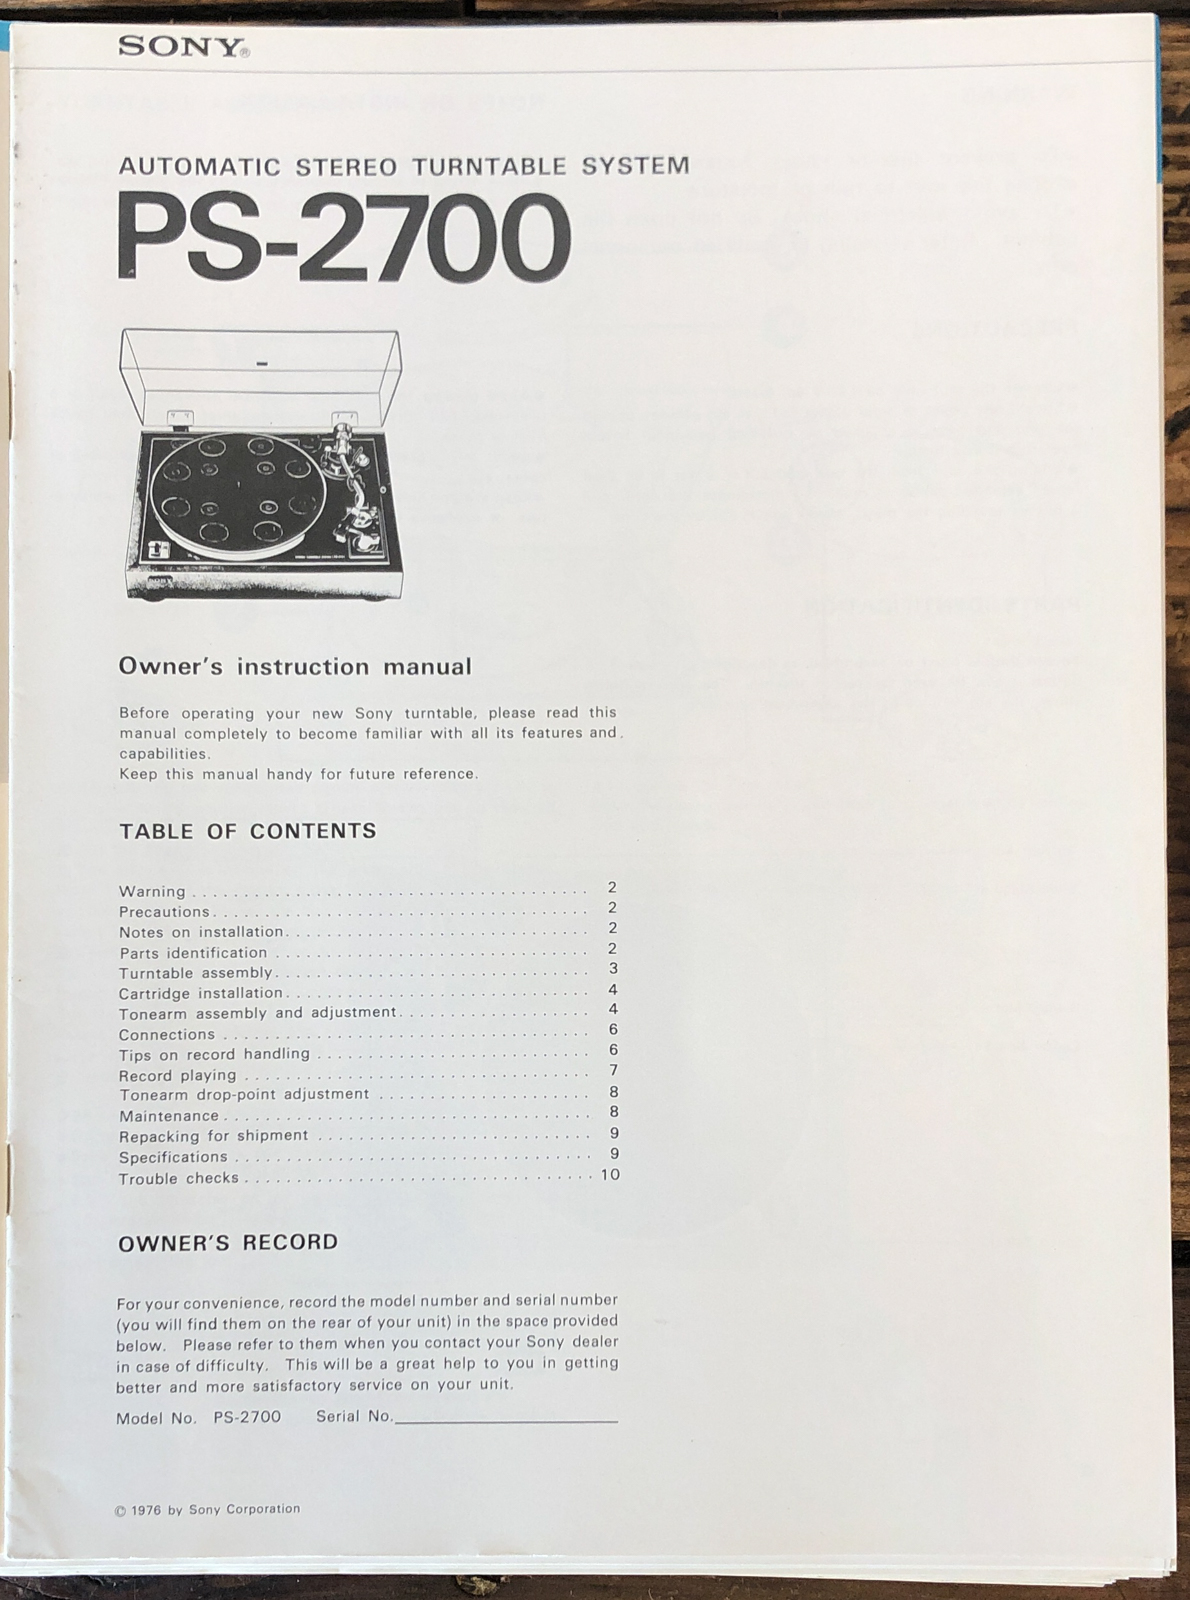 SONY®
AUTOMATIC STEREO TURNTABLE SYSTEM
PS-2700
SONY
Owner's instruction manual
Before operating your new Sony turntable, please read this
manual completely to become familiar with all its features and
capabilities.
Keep this manual handy for future reference.
TABLE OF CONTENTS
Warning . . . . . . . . . . . . . . . . . . . . 2
Precautions . . . . . . . . . . . . . . . . . . . . 2
Notes on installation . . . . . . . . . . . . . . . . . . . . 2
Parts identification . . . . . . . . . . . . . . . . . . . . 2
Turntable assembly . . . . . . . . . . . . . . . . . . . . 3
Cartridge installation . . . . . . . . . . . . . . . . . . . . 4
Tonearm assembly and adjustment . . . . . . . . . . . . . . . . . . . . 4
Connections . . . . . . . . . . . . . . . . . . . . 6
Tips on record handling . . . . . . . . . . . . . . . . . . . . 6
Record playing . . . . . . . . . . . . . . . . . . . . 7
Tonearm drop-point adjustment . . . . . . . . . . . . . . . . . . . . 8
Maintenance . . . . . . . . . . . . . . . . . . . . 8
Repacking for shipment . . . . . . . . . . . . . . . . . . . . 9
Specifications . . . . . . . . . . . . . . . . . . . . 9
Trouble checks . . . . . . . . . . . . . . . . . . . . 10
OWNER'S RECORD
For your convenience, record the model number and serial number
(you will find them on the rear of your unit) in the space provided
below. Please refer to them when you contact your Sony dealer
in case of difficulty. This will be a great help to you in getting
better and more satisfactory service on your unit.
Model No. PS-2700 Serial No.
© 1976 by Sony Corporation